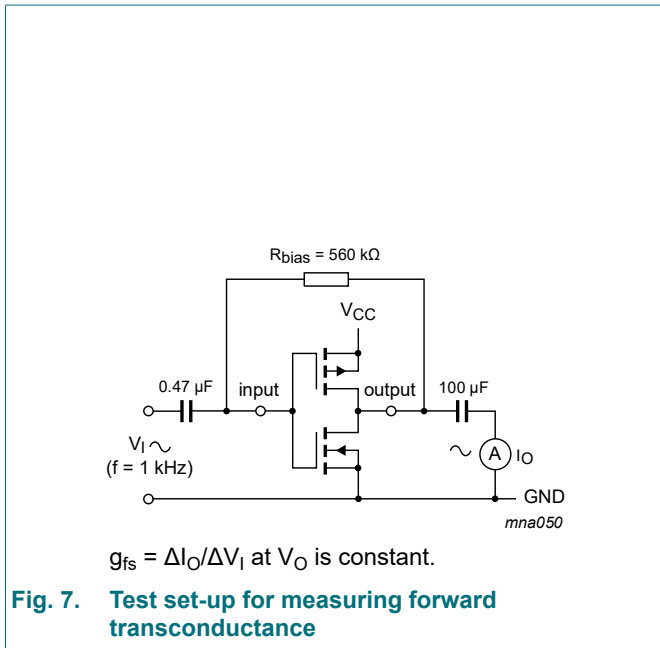 Rbias = 560 kΩ
VCC
0.47 µF
input
output
100 µF
VI
(f = 1 kHz)
A
IO
GND
mna050
gfs = ΔIO/ΔVI at VO is constant.
Fig. 7. Test set-up for measuring forward
transconductance